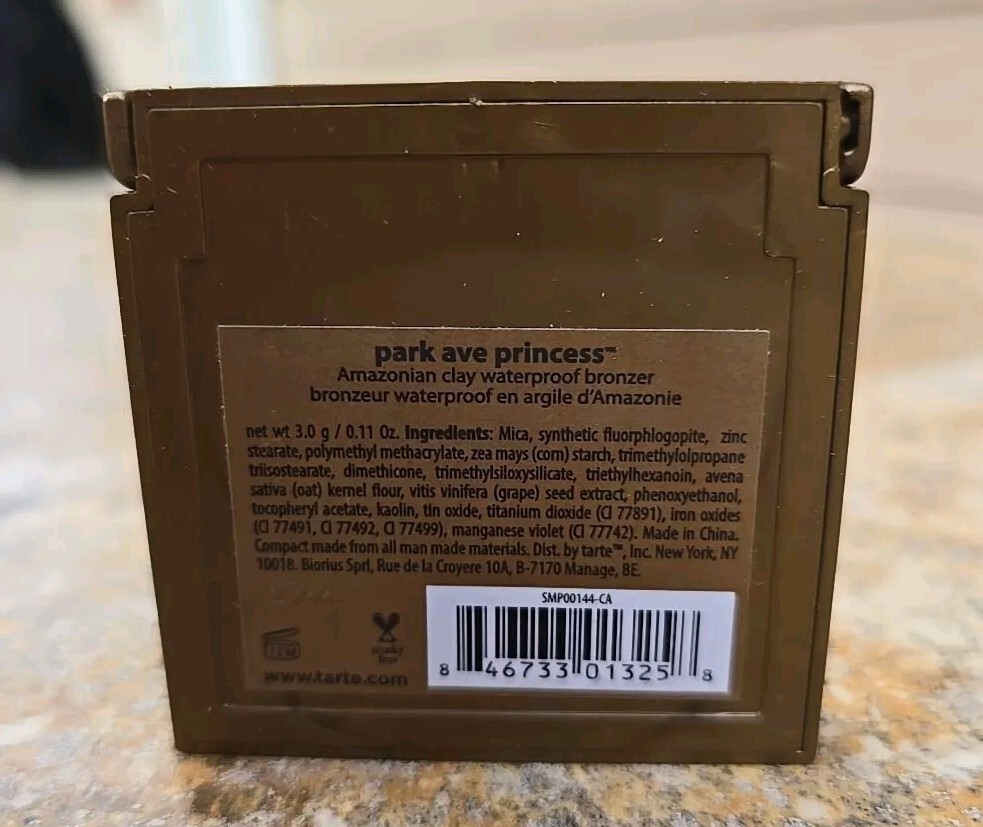 park ave princess™
Amazonian clay waterproof bronzer
bronzeur waterproof en argile d'Amazonie
net wt 3.0 g / 0.11 Oz. Ingredients: Mica, synthetic fluorphlogopite, zinc
stearate, polymethyl methacrylate, zea mays (corn) starch, trimethylolpropane
triisostearate, dimethicone, trimethylsiloxysilicate, triethylhexanoin, avena
sativa (oat) kernel flour, vitis vinifera (grape) seed extract, phenoxyethanol,
tocopheryl acetate, kaolin, tin oxide, titanium dioxide (CI 77891), iron oxides
(CI 77491, CI 77492, CI 77499), manganese violet (CI 77742). Made in China.
Compact made from all man made materials. Dist. by tarte™, Inc. New York, NY
10018. Biorius Sprl, Rue de la Croyere 10A, B-7170 Manage, BE.
SMP00144-CA
12M
www.tarte.com
8 46733 01325 8